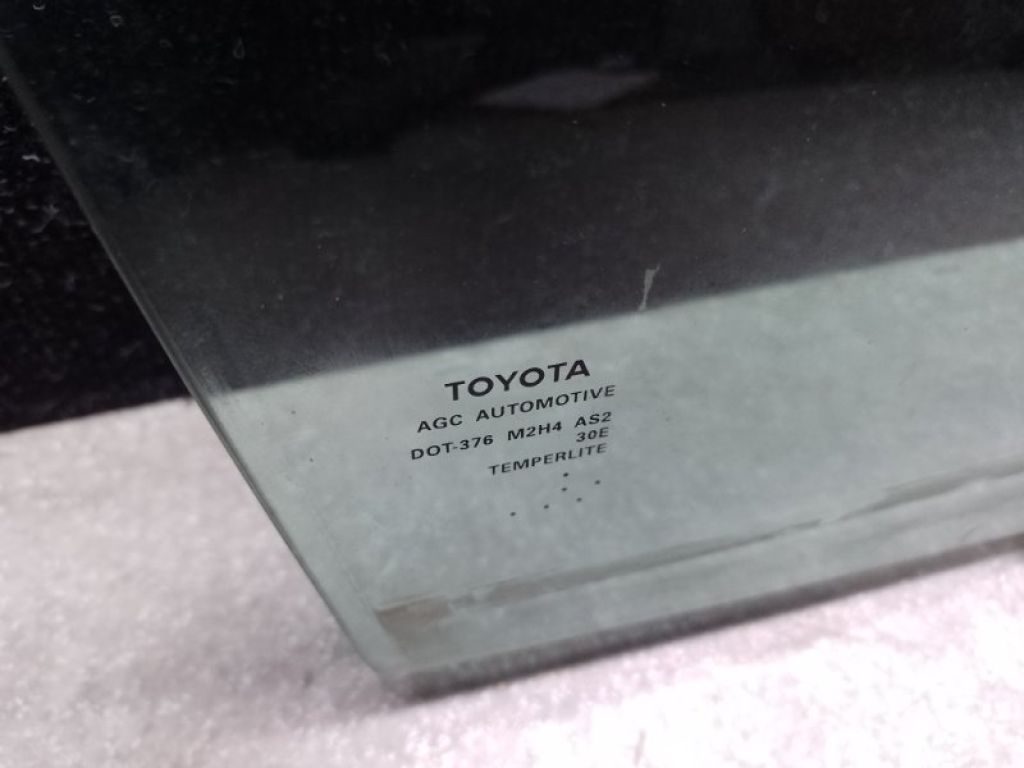 TOYOTA
AGC AUTOMOTIVE
DOT-376 M2H4 AS2
30E
TEMPERLITE